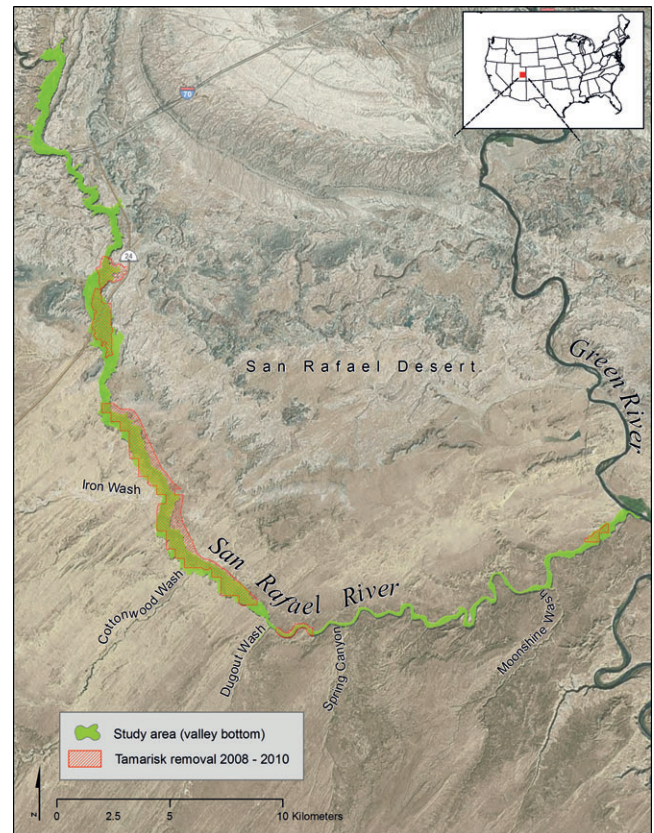 70
24
San Rafael Desert
Green River
Iron Wash
San Rafael River
Cottonwood Wash
Dugout Wash
Spring Canyon
Moonshine Wash
Study area (valley bottom)
Tamarisk removal 2008 - 2010
N
0 2.5 5 10 Kilometers